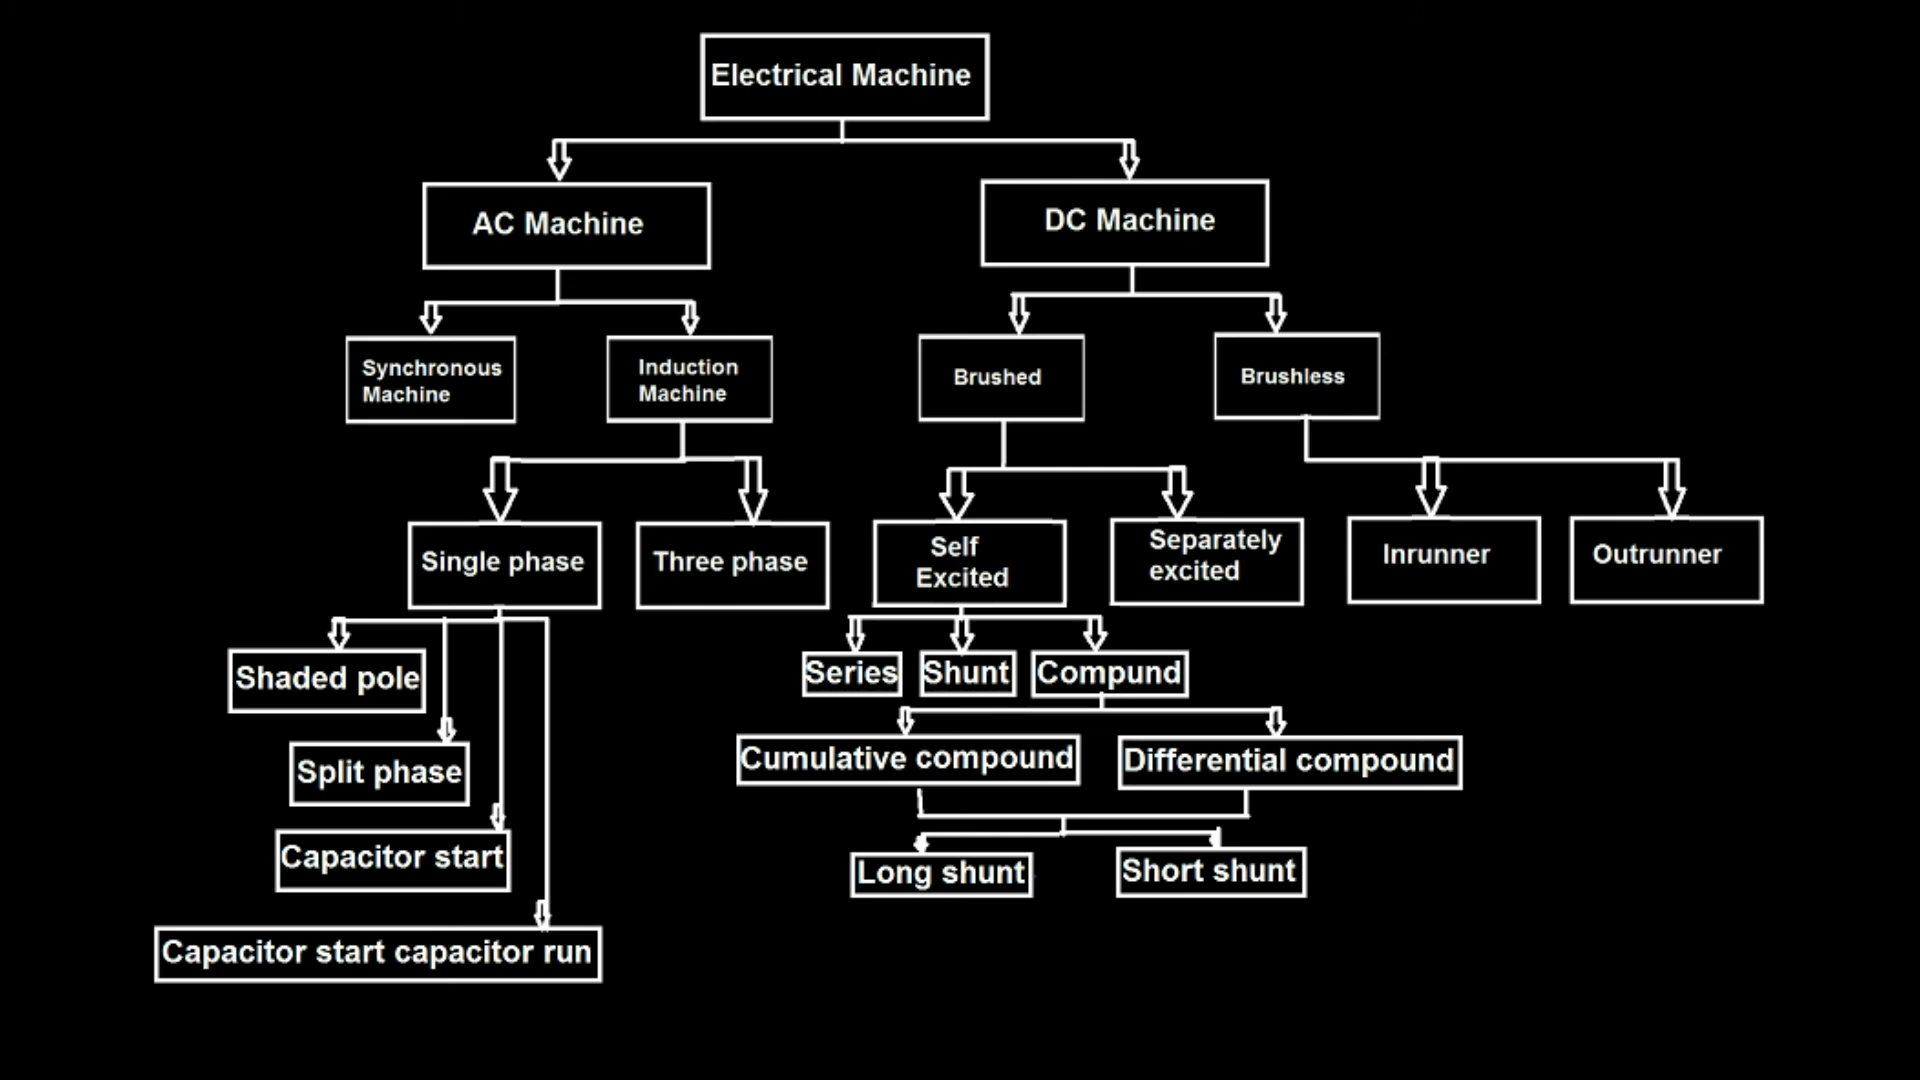 Electrical Machine
AC Machine
DC Machine
Synchronous
Machine
Induction
Machine
Brushed
Brushless
Single phase
Three phase
Self
Excited
Separately
excited
Inrunner
Outrunner
Shaded pole
Series
Shunt
Compund
Split phase
Cumulative compound
Differential compound
Capacitor start
Long shunt
Short shunt
Capacitor start capacitor run